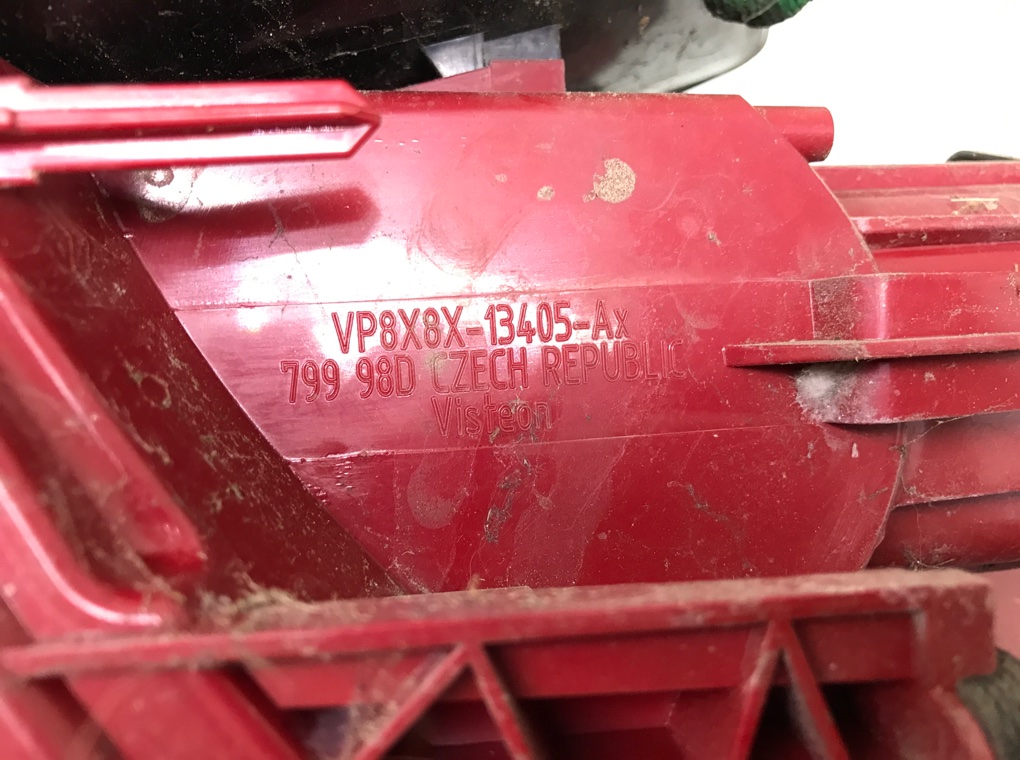 VP8X8X-13405-Ax
799 98D CZECH REPUBLIC
Visteon